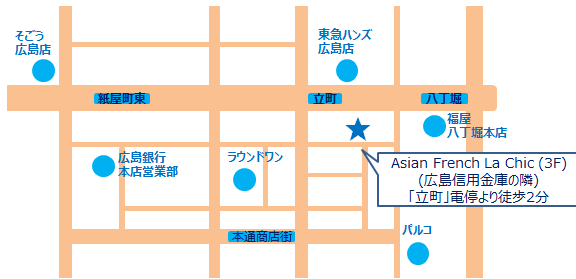 そごう
広島店
東急ハンズ
広島店
紙屋町東
立町
八丁堀
福屋
八丁堀本店
広島銀行
本店営業部
ラウンドワン
Asian French La Chic (3F)
(広島信用金庫の隣)
「立町」電停より徒歩2分
本通商店街
パルコ